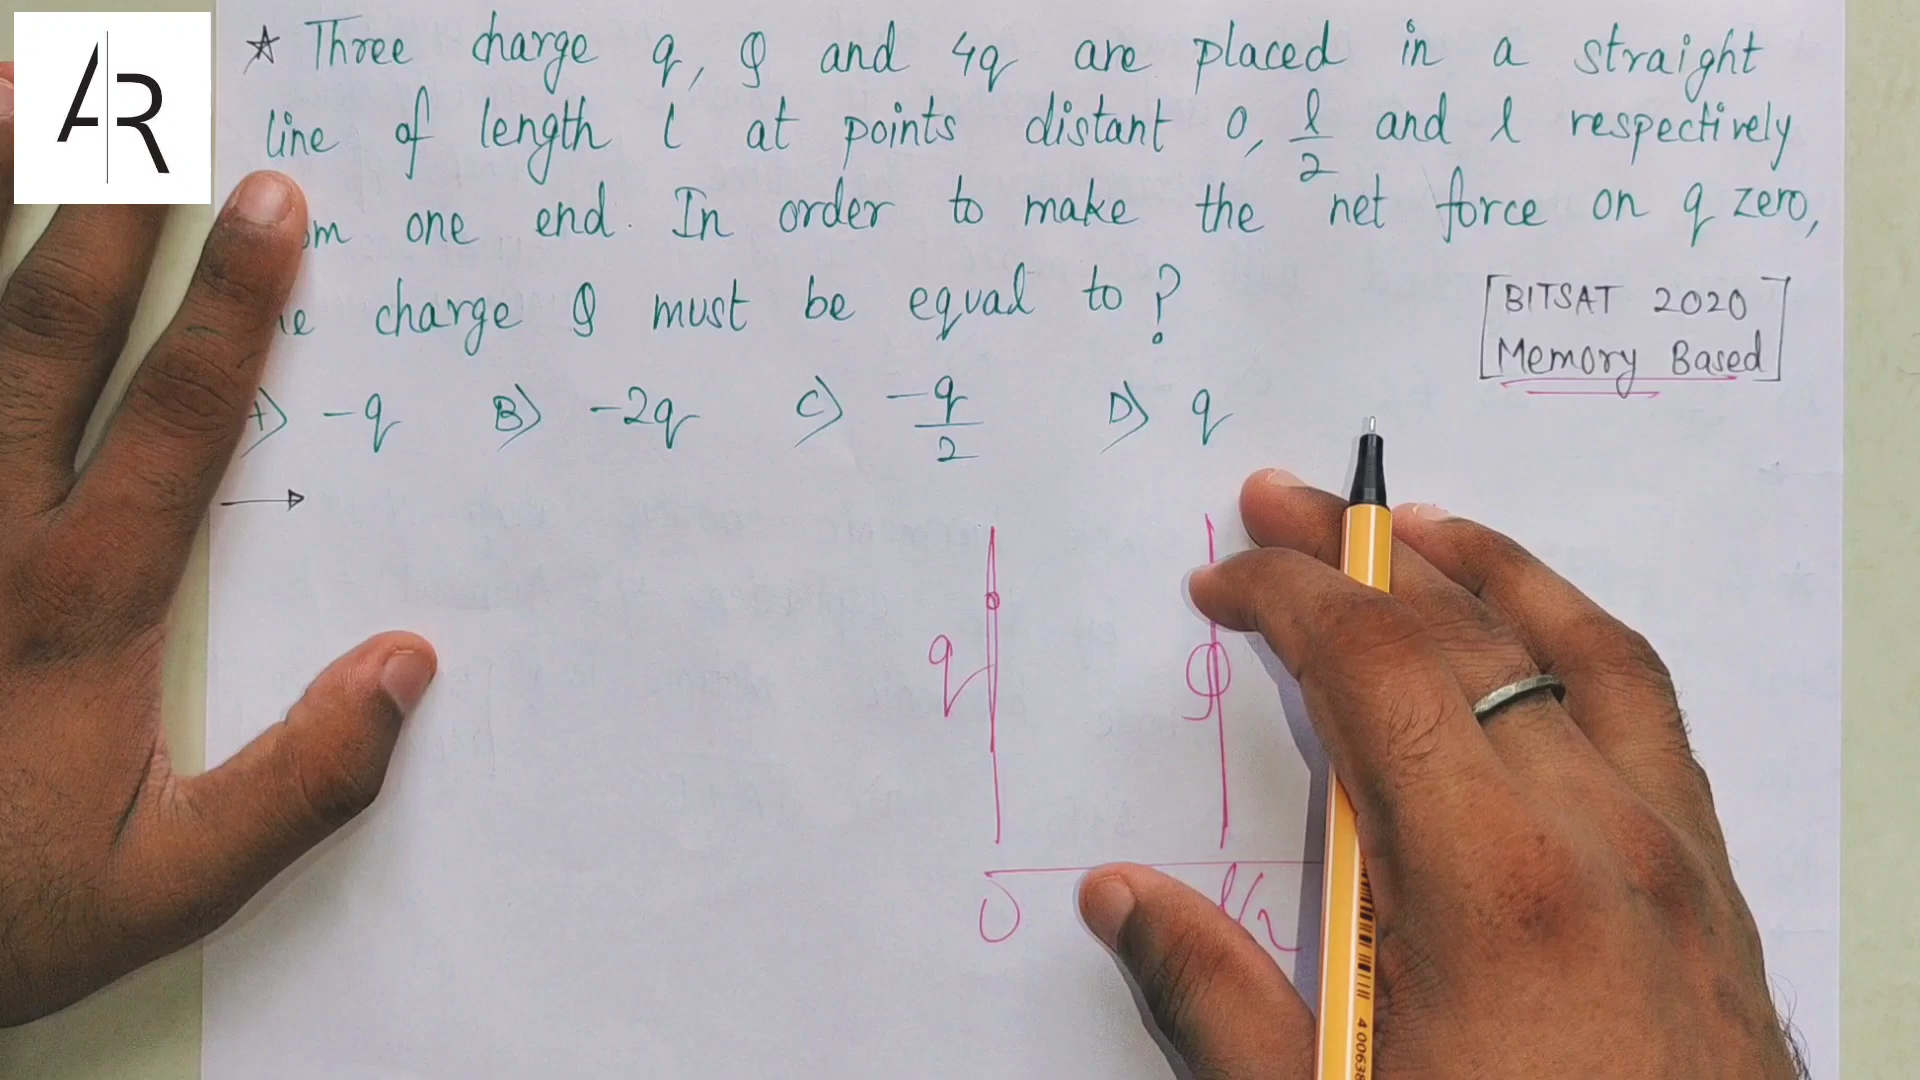 AR
☆ Three charge q, Q and 4q are placed in a straight
line of length l at points distant 0, l/2 and l respectively
om one end. In order to make the net force on q zero,
e charge Q must be equal to?
[BITSAT 2020
Memory Based]
A) -q B) -2q C) -q/2 D) q
→
q Q
0 l/2